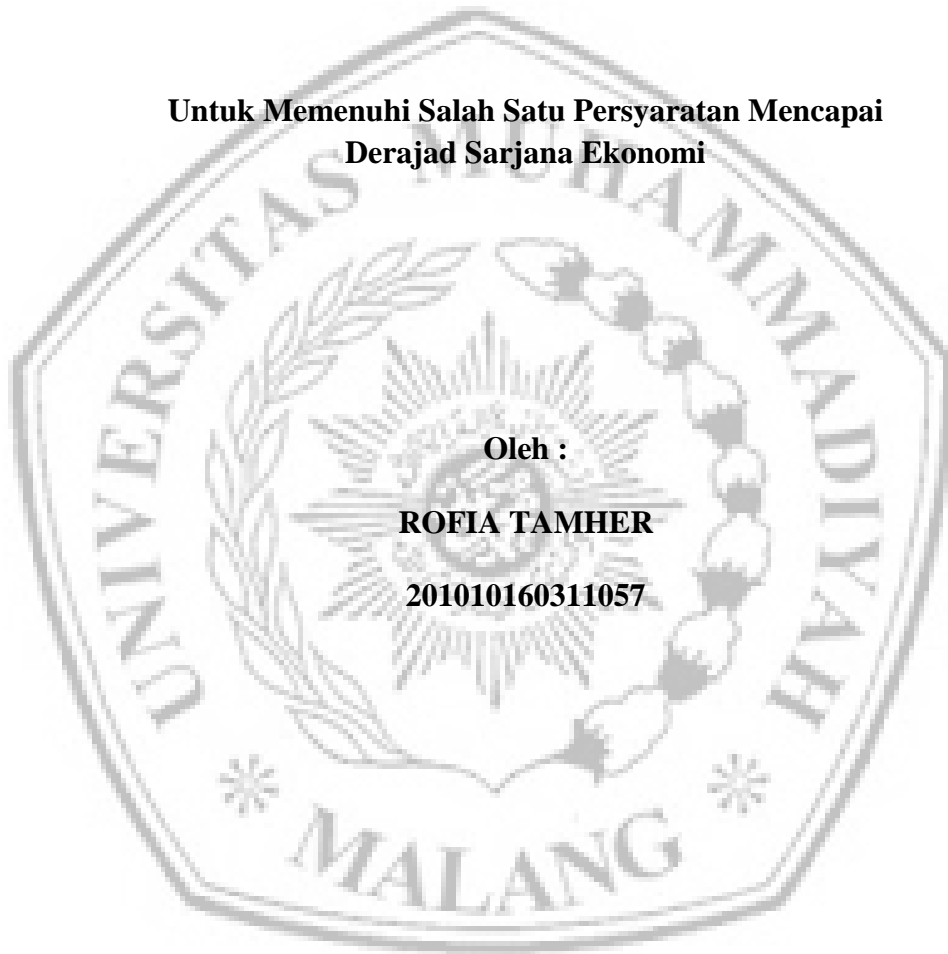 Untuk Memenuhi Salah Satu Persyaratan Mencapai
Derajad Sarjana Ekonomi
UNIVERSITAS MUHAMMADIYAH
Oleh :
ROFIA TAMHER
201010160311057
MALANG